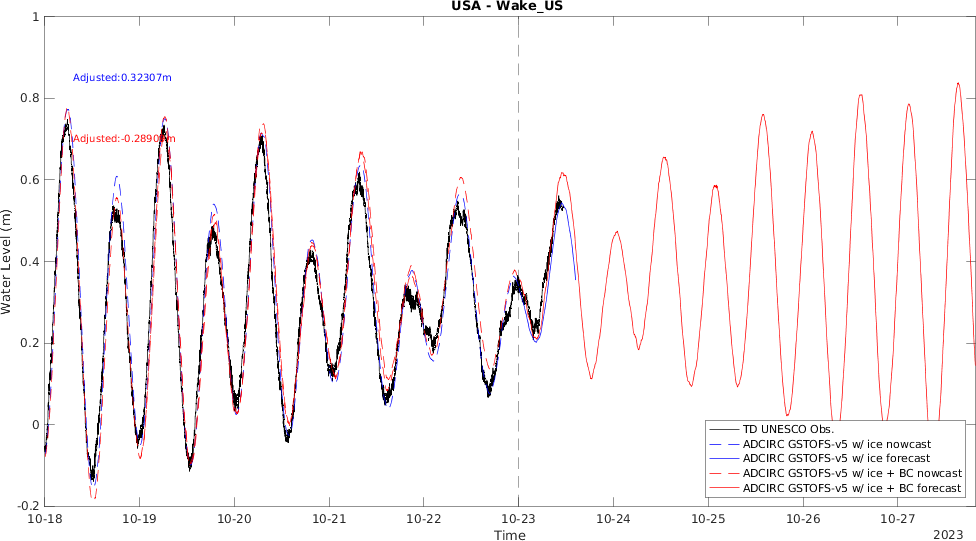 USA - Wake_US
Water Level (m)
1
0.8
0.6
0.4
0.2
0
-0.2
Adjusted:0.32307m
10-18 10-19 10-20 10-21 10-22 10-23 10-24 10-25 10-26 10-27
Time
2023
TD UNESCO Obs.
ADCIRC GSTOFS-v5 w/ ice nowcast
ADCIRC GSTOFS-v5 w/ ice forecast
ADCIRC GSTOFS-v5 w/ ice + BC nowcast
ADCIRC GSTOFS-v5 w/ ice + BC forecast